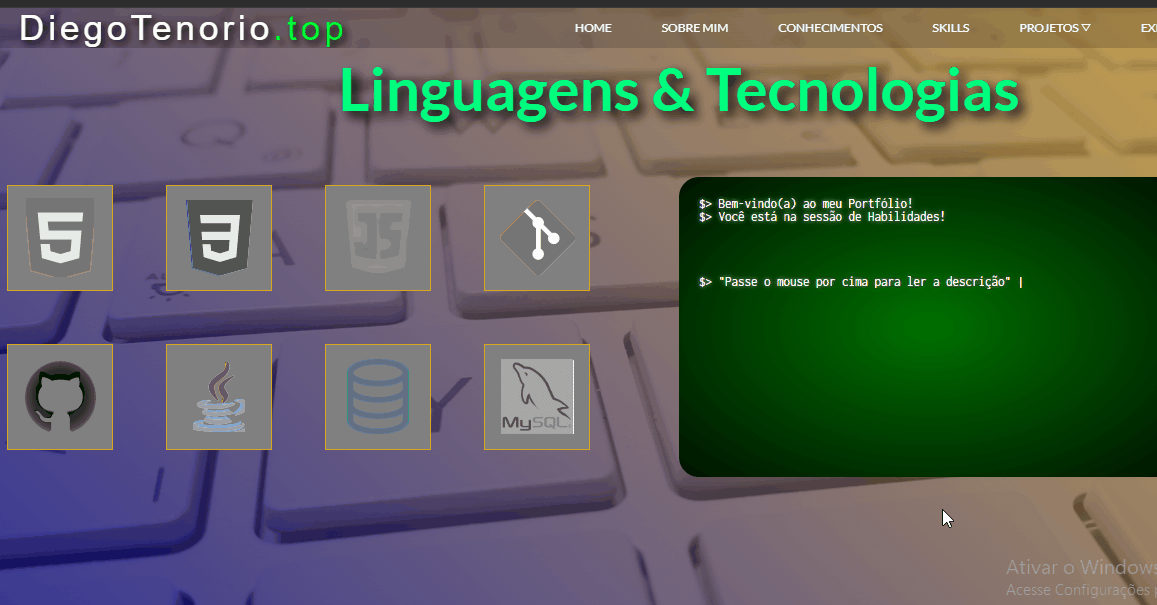 DiegoTenorio.top
HOME SOBRE MIM CONHECIMENTOS SKILLS PROJETOS EX
Linguagens & Tecnologias
5 3 JS
MySQL
$> Bem-vindo(a) ao meu Portfólio!
$> Você está na sessão de Habilidades!
$> "Passe o mouse por cima para ler a descrição" |
Ativar o Windows
Acesse Configurações